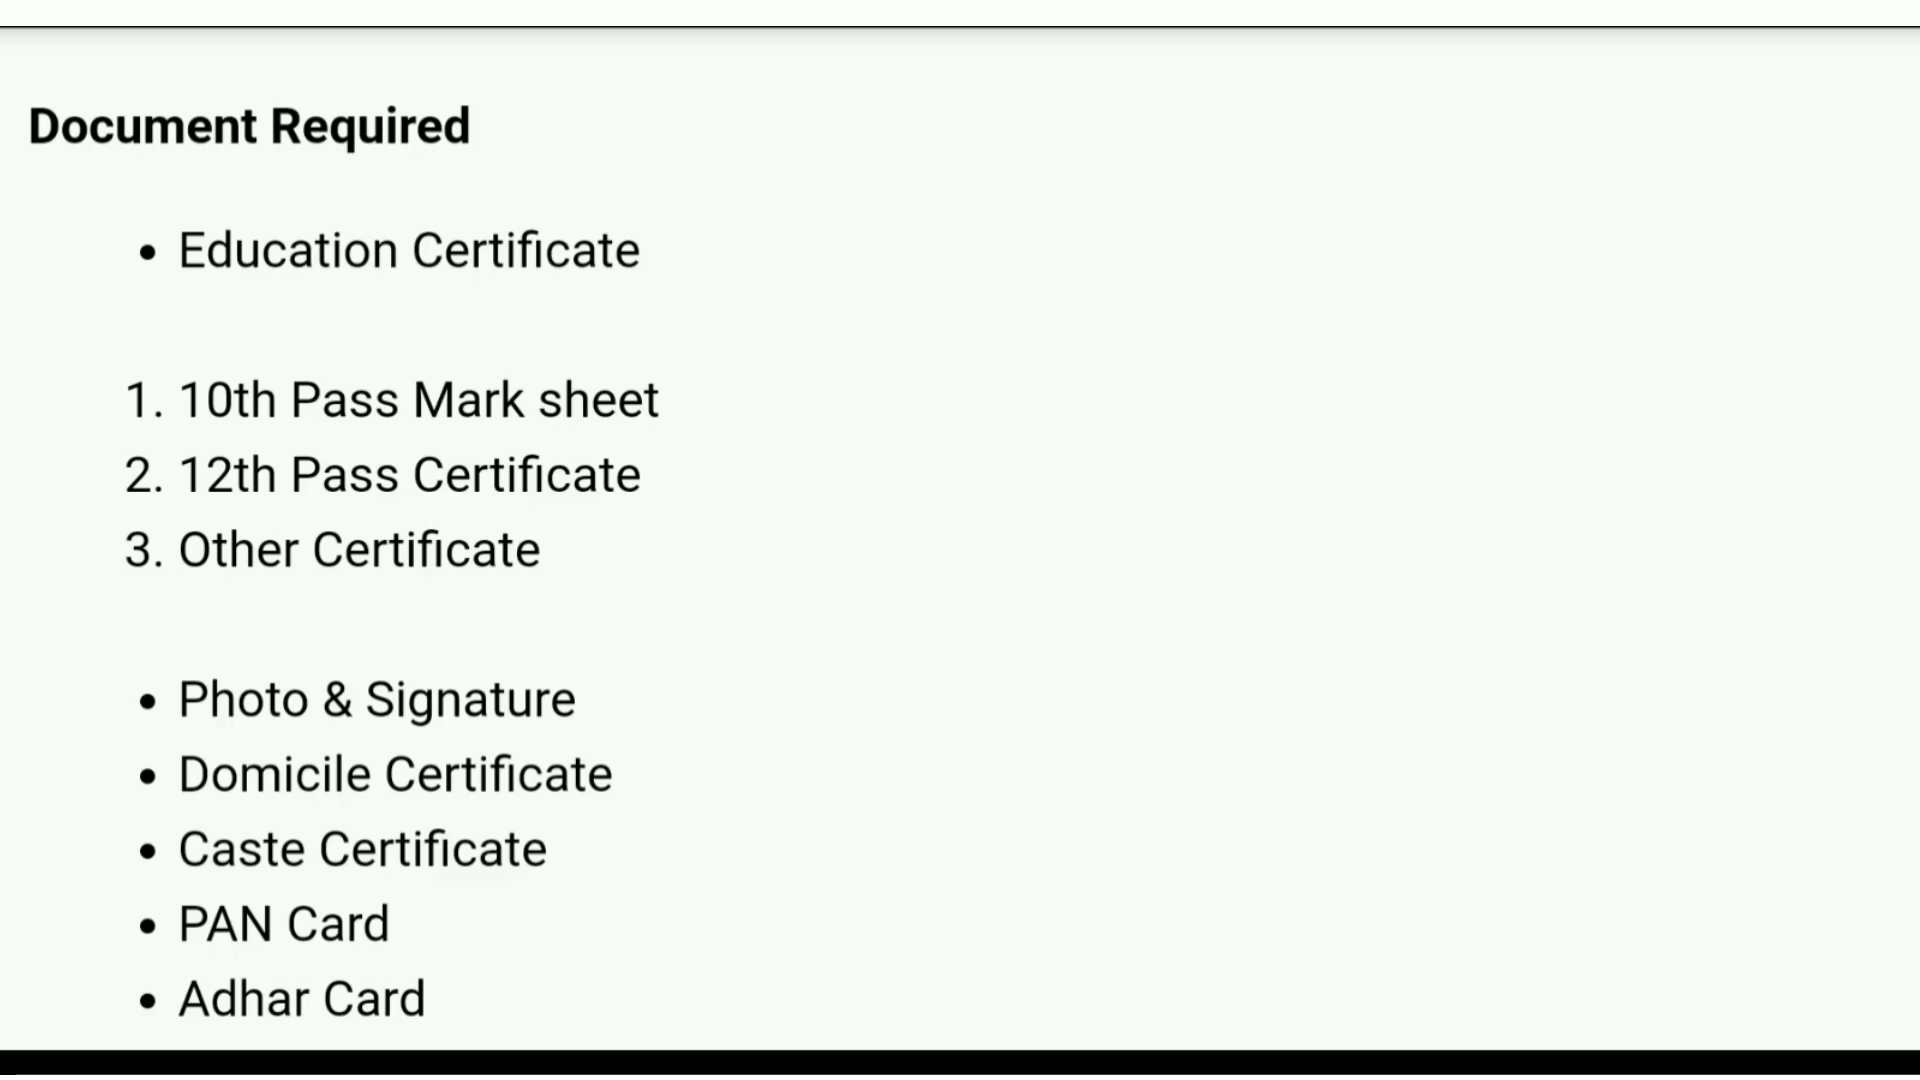 Document Required
• Education Certificate
1. 10th Pass Mark sheet
2. 12th Pass Certificate
3. Other Certificate
• Photo & Signature
• Domicile Certificate
• Caste Certificate
• PAN Card
• Adhar Card